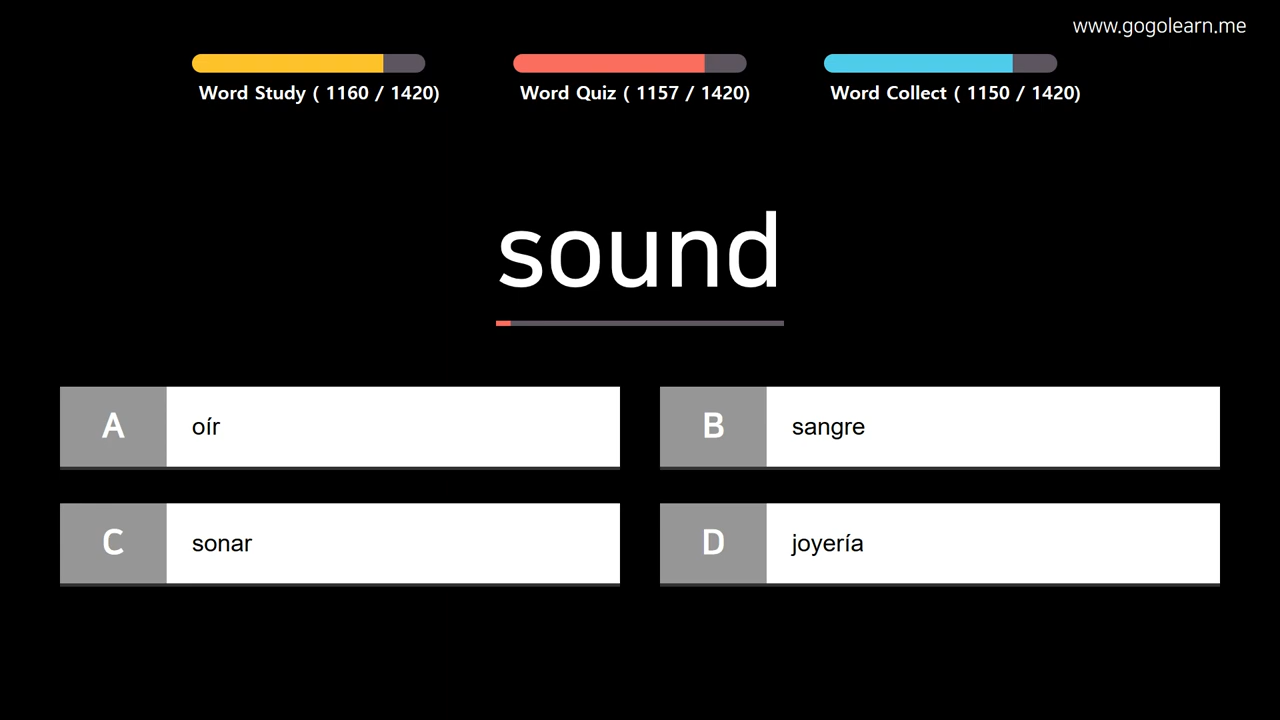 www.gogolearn.me
Word Study ( 1160 / 1420)
Word Quiz ( 1157 / 1420)
Word Collect ( 1150 / 1420)
sound
A oír
B sangre
C sonar
D joyería